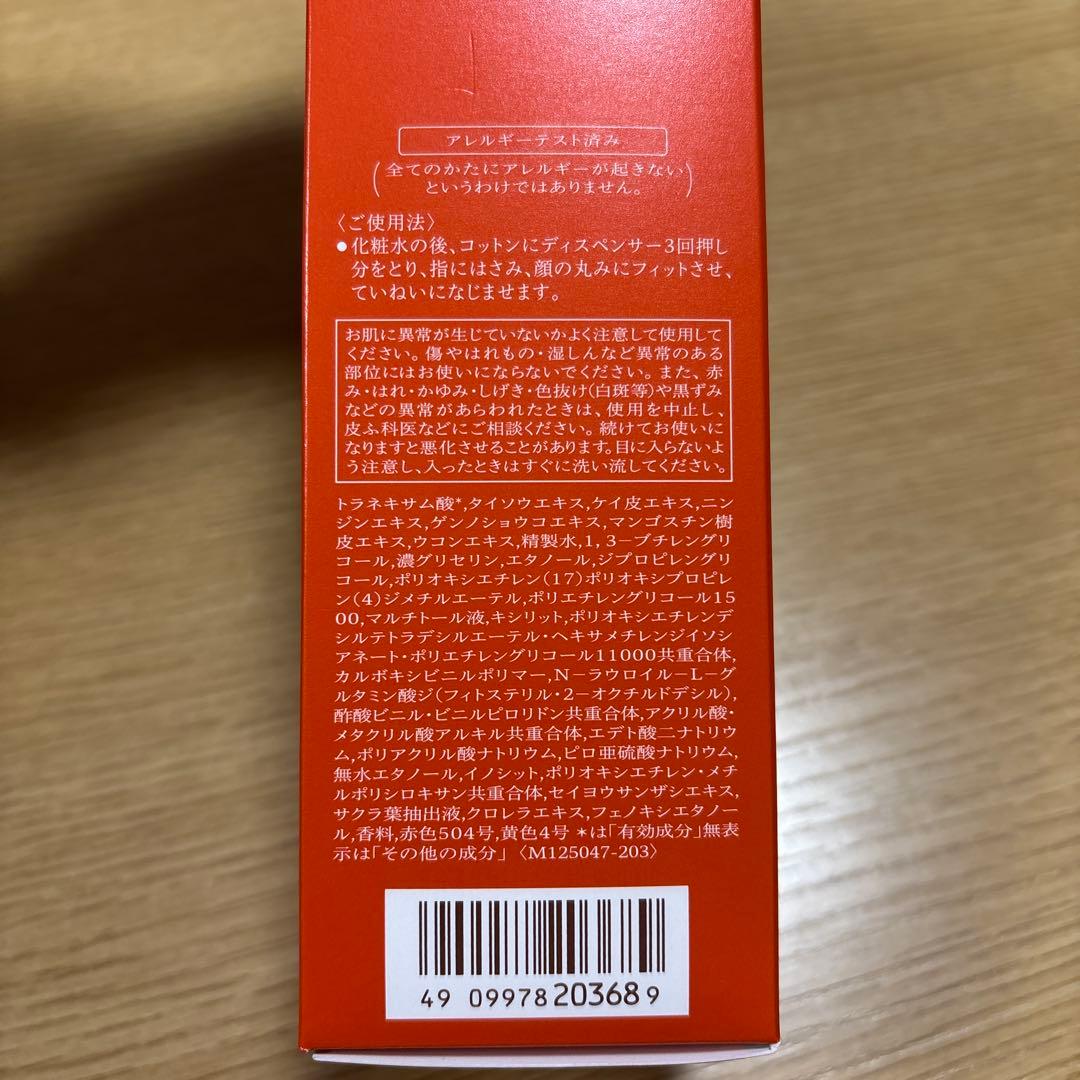 アレルギーテスト済み
(全てのかたにアレルギーが起きない
というわけではありません。)
〈ご使用法〉
●化粧水の後、コットンにディスペンサー3回押し
分をとり、指にはさみ、顔の丸みにフィットさせ、
ていねいになじませます。
お肌に異常が生じていないかよく注意して使用して
ください。傷やはれもの・湿しんなど異常のある
部位にはお使いにならないでください。また、赤
み・はれ・かゆみ・しげき・色抜け(白斑等)や黒ずみ
などの異常があらわれたときは、使用を中止し、
皮ふ科医などにご相談ください。続けてお使いに
なりますと悪化させることがあります。目に入らないよ
う注意し、入ったときはすぐに洗い流してください。
トラネキサム酸*,タイソウエキス,ケイ皮エキス,ニン
ジンエキス,ゲンノショウコエキス,マンゴスチン樹
皮エキス,ウコンエキス,精製水,1,3-ブチレングリ
コール,濃グリセリン,エタノール,ジプロピレングリ
コール,ポリオキシエチレン(17)ポリオキシプロピレ
ン(4)ジメチルエーテル,ポリエチレングリコール15
00,マルチトール液,キシリット,ポリオキシエチレンデ
シルテトラデシルエーテル・ヘキサメチレンジイソシ
アネート・ポリエチレングリコール11000共重合体,
カルボキシビニルポリマー,N-ラウロイル-L-グ
ルタミン酸ジ(フィトステリル・2-オクチルドデシル),
酢酸ビニル・ビニルピロリドン共重合体,アクリル酸・
メタクリル酸アルキル共重合体,エデト酸二ナトリウ
ム,ポリアクリル酸ナトリウム,ピロ亜硫酸ナトリウム,
無水エタノール,イノシット,ポリオキシエチレン・メチ
ルポリシロキサン共重合体,セイヨウサンザシエキス,
サクラ葉抽出液,クロレラエキス,フェノキシエタノー
ル,香料,赤色504号,黄色4号 *は「有効成分」無表
示は「その他の成分」〈M125047-203〉
49 09978 20368 9